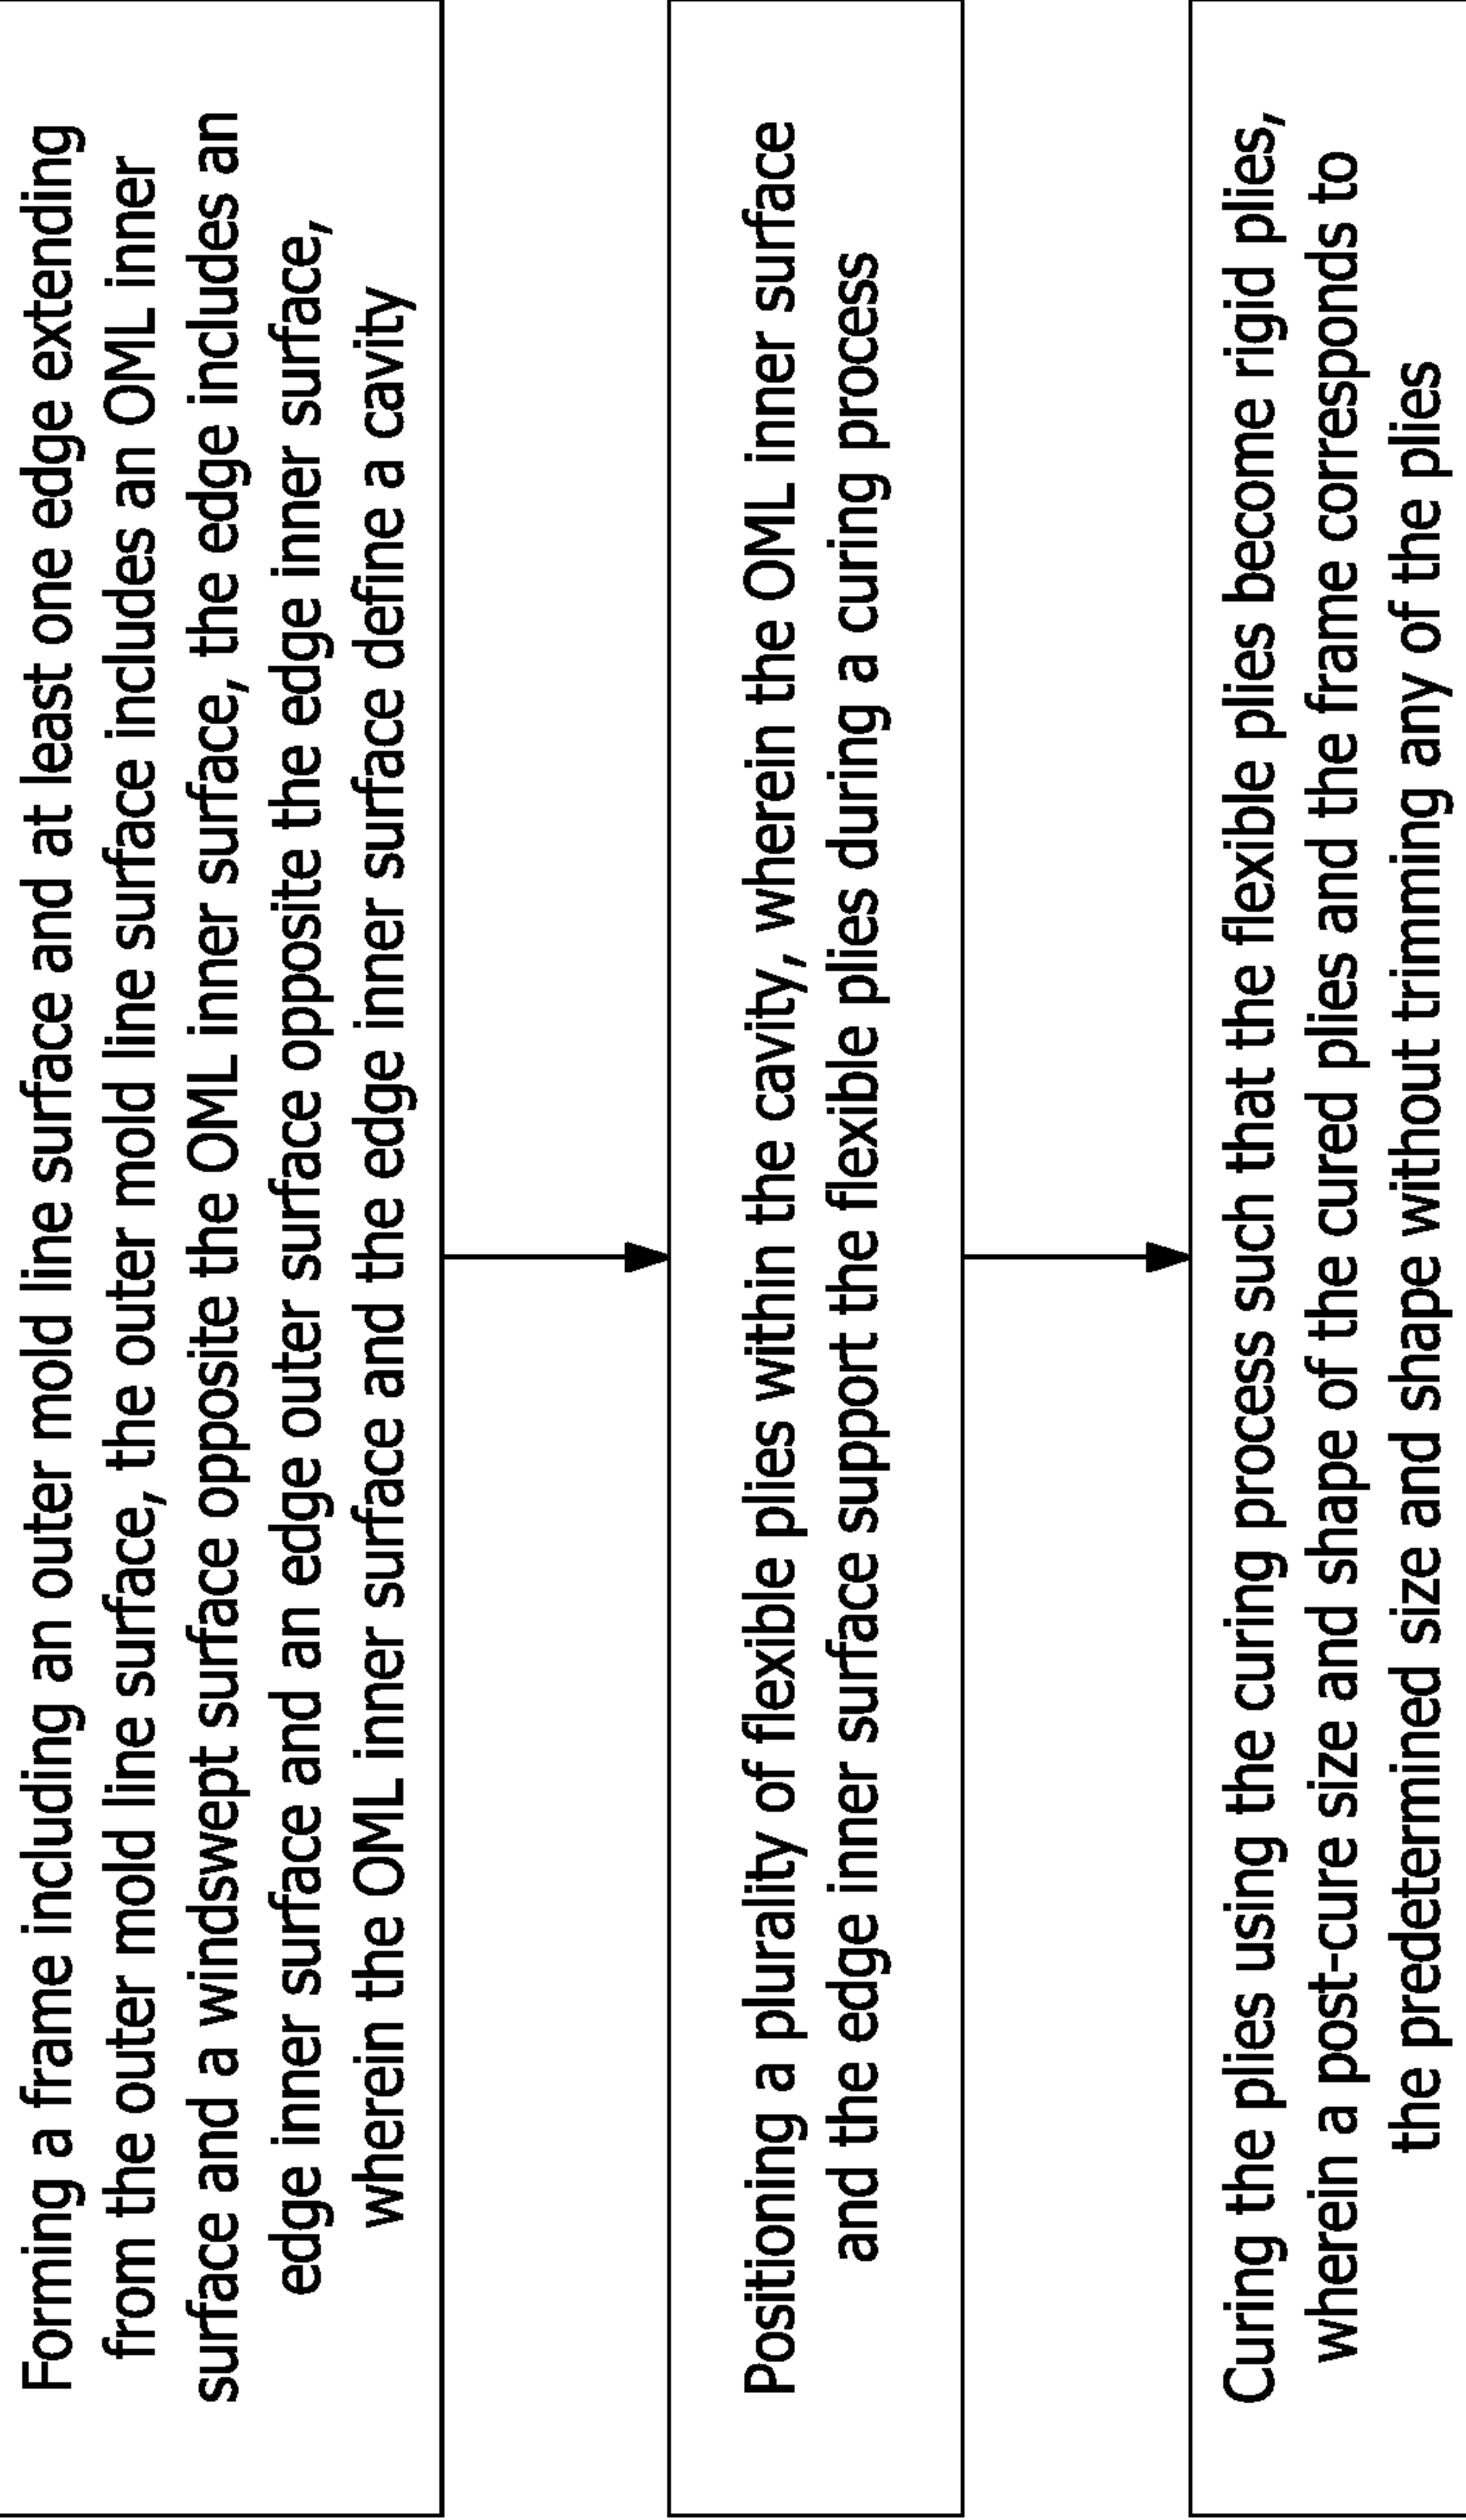 Forming a frame including an outer mold line surface and at least one edge extending
from the outer mold line surface, the outer mold line surface includes an OML inner
surface and a windswept surface opposite the OML inner surface, the edge includes an
edge inner surface and an edge outer surface opposite the edge inner surface,
wherein the OML inner surface and the edge inner surface define a cavity
Positioning a plurality of flexible plies within the cavity, wherein the OML inner surface
and the edge inner surface support the flexible plies during a curing process
Curing the plies using the curing process such that the flexible plies become rigid plies,
wherein a post-cure size and shape of the cured plies and the frame corresponds to
the predetermined size and shape without trimming any of the plies